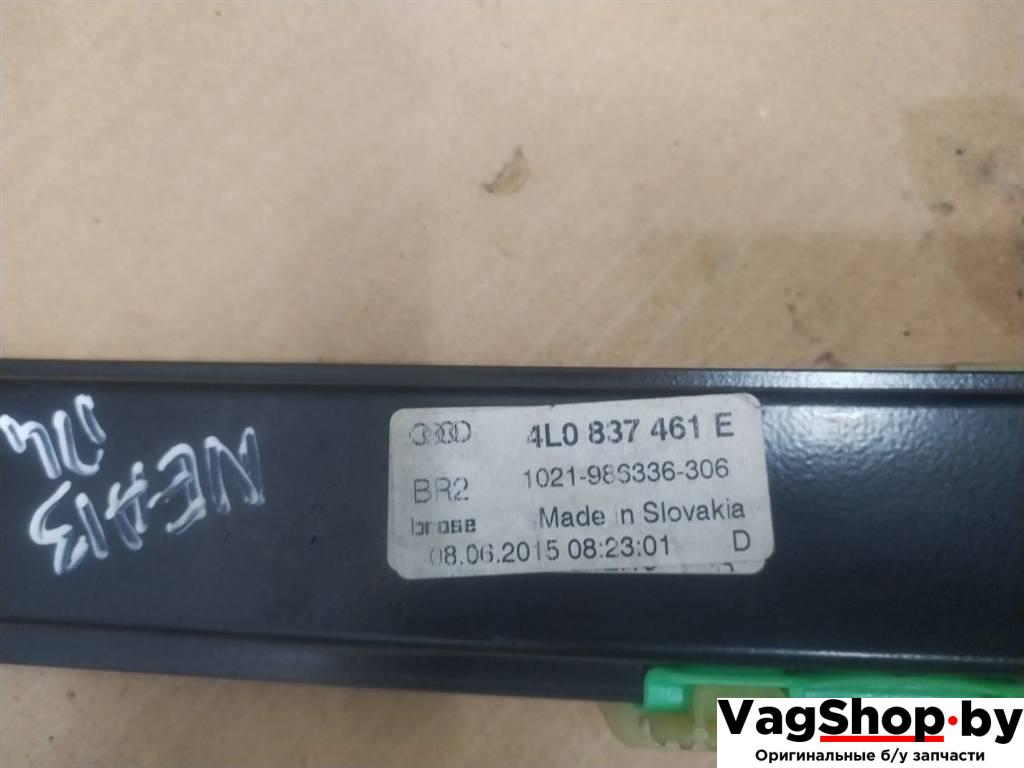 4L0 837 461 E
BR2 1021-986336-306
brose Made in Slovakia
08.06.2015 08:23:01 D
NEA13
VagShop.by
Оригинальные б/у запчасти